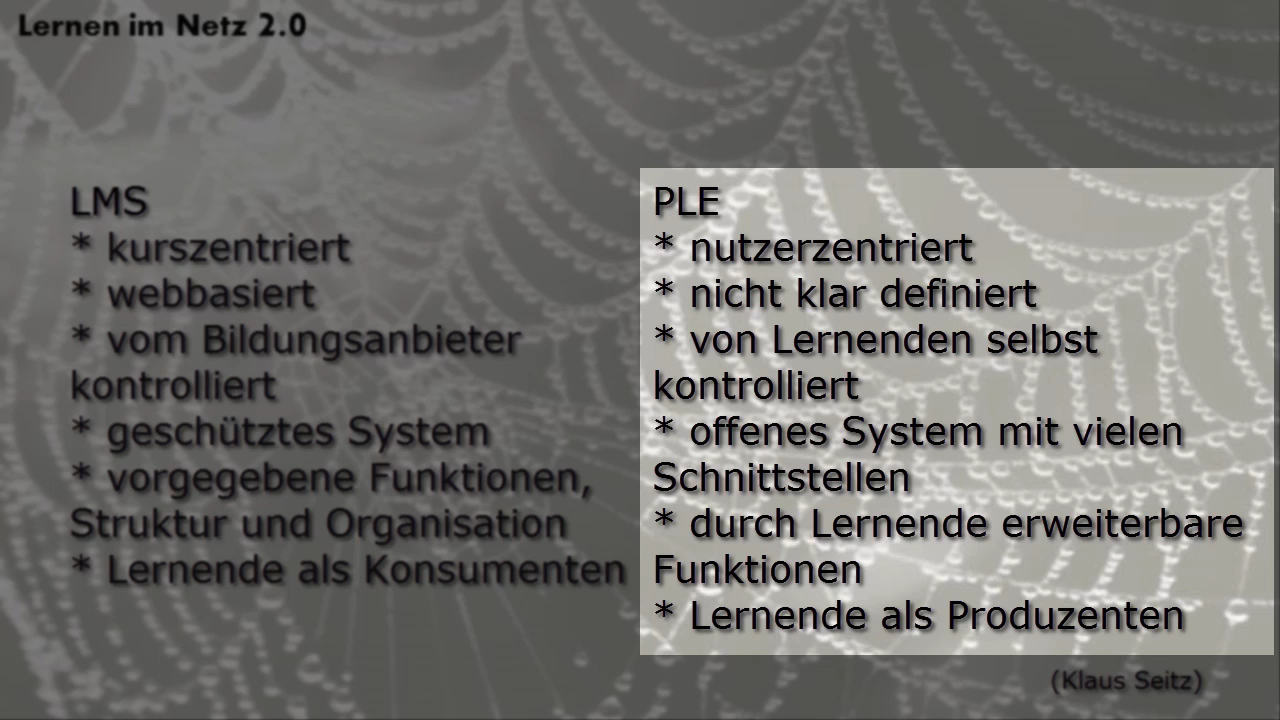 Lernen im Netz 2.0
LMS
* kurszentriert
* webbasiert
* vom Bildungsanbieter
kontrolliert
* geschütztes System
* vorgegebene Funktionen,
Struktur und Organisation
* Lernende als Konsumenten
PLE
* nutzerzentriert
* nicht klar definiert
* von Lernenden selbst
kontrolliert
* offenes System mit vielen
Schnittstellen
* durch Lernende erweiterbare
Funktionen
* Lernende als Produzenten
(Klaus Seitz)